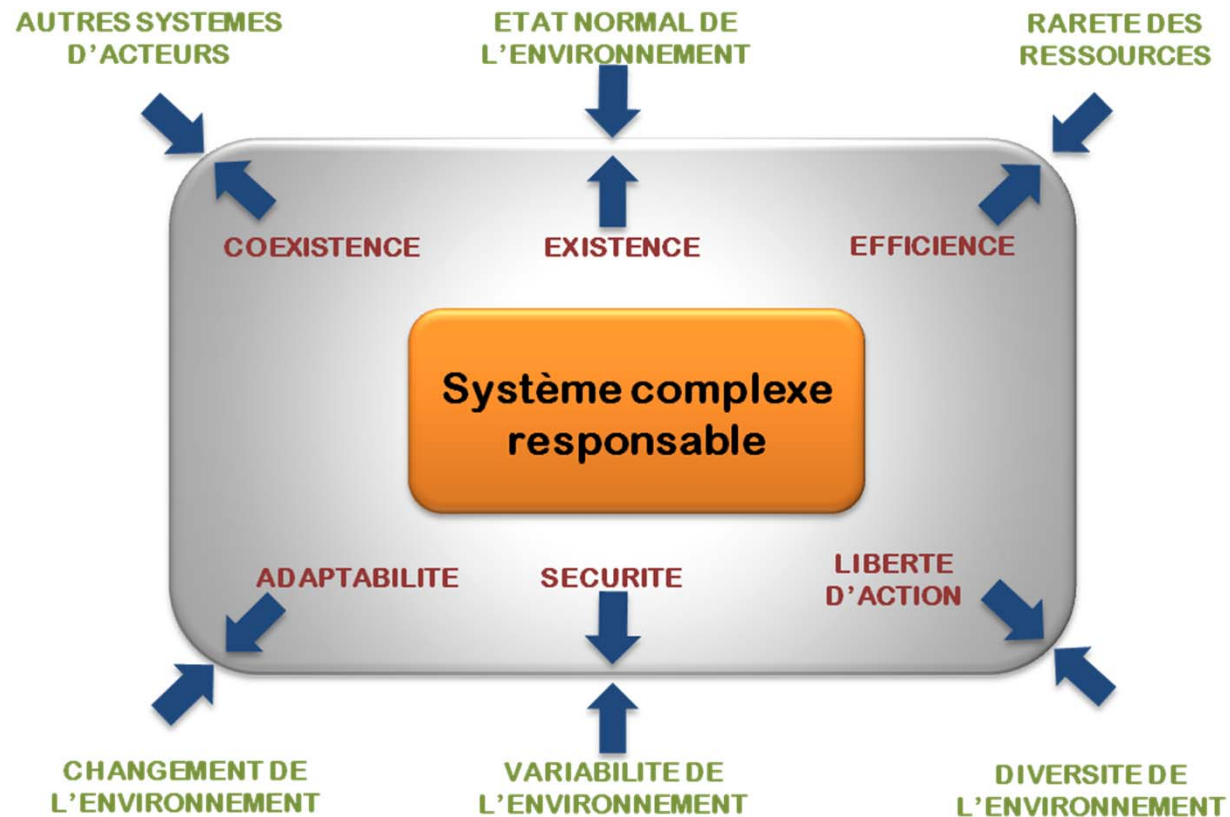 AUTRES SYSTEMES
D'ACTEURS
ETAT NORMAL DE
L'ENVIRONNEMENT
RARETE DES
RESSOURCES
COEXISTENCE
EXISTENCE
EFFICIENCE
Système complexe
responsable
ADAPTABILITE
SECURITE
LIBERTE
D'ACTION
CHANGEMENT DE
L'ENVIRONNEMENT
VARIABILITE DE
L'ENVIRONNEMENT
DIVERSITE DE
L'ENVIRONNEMENT